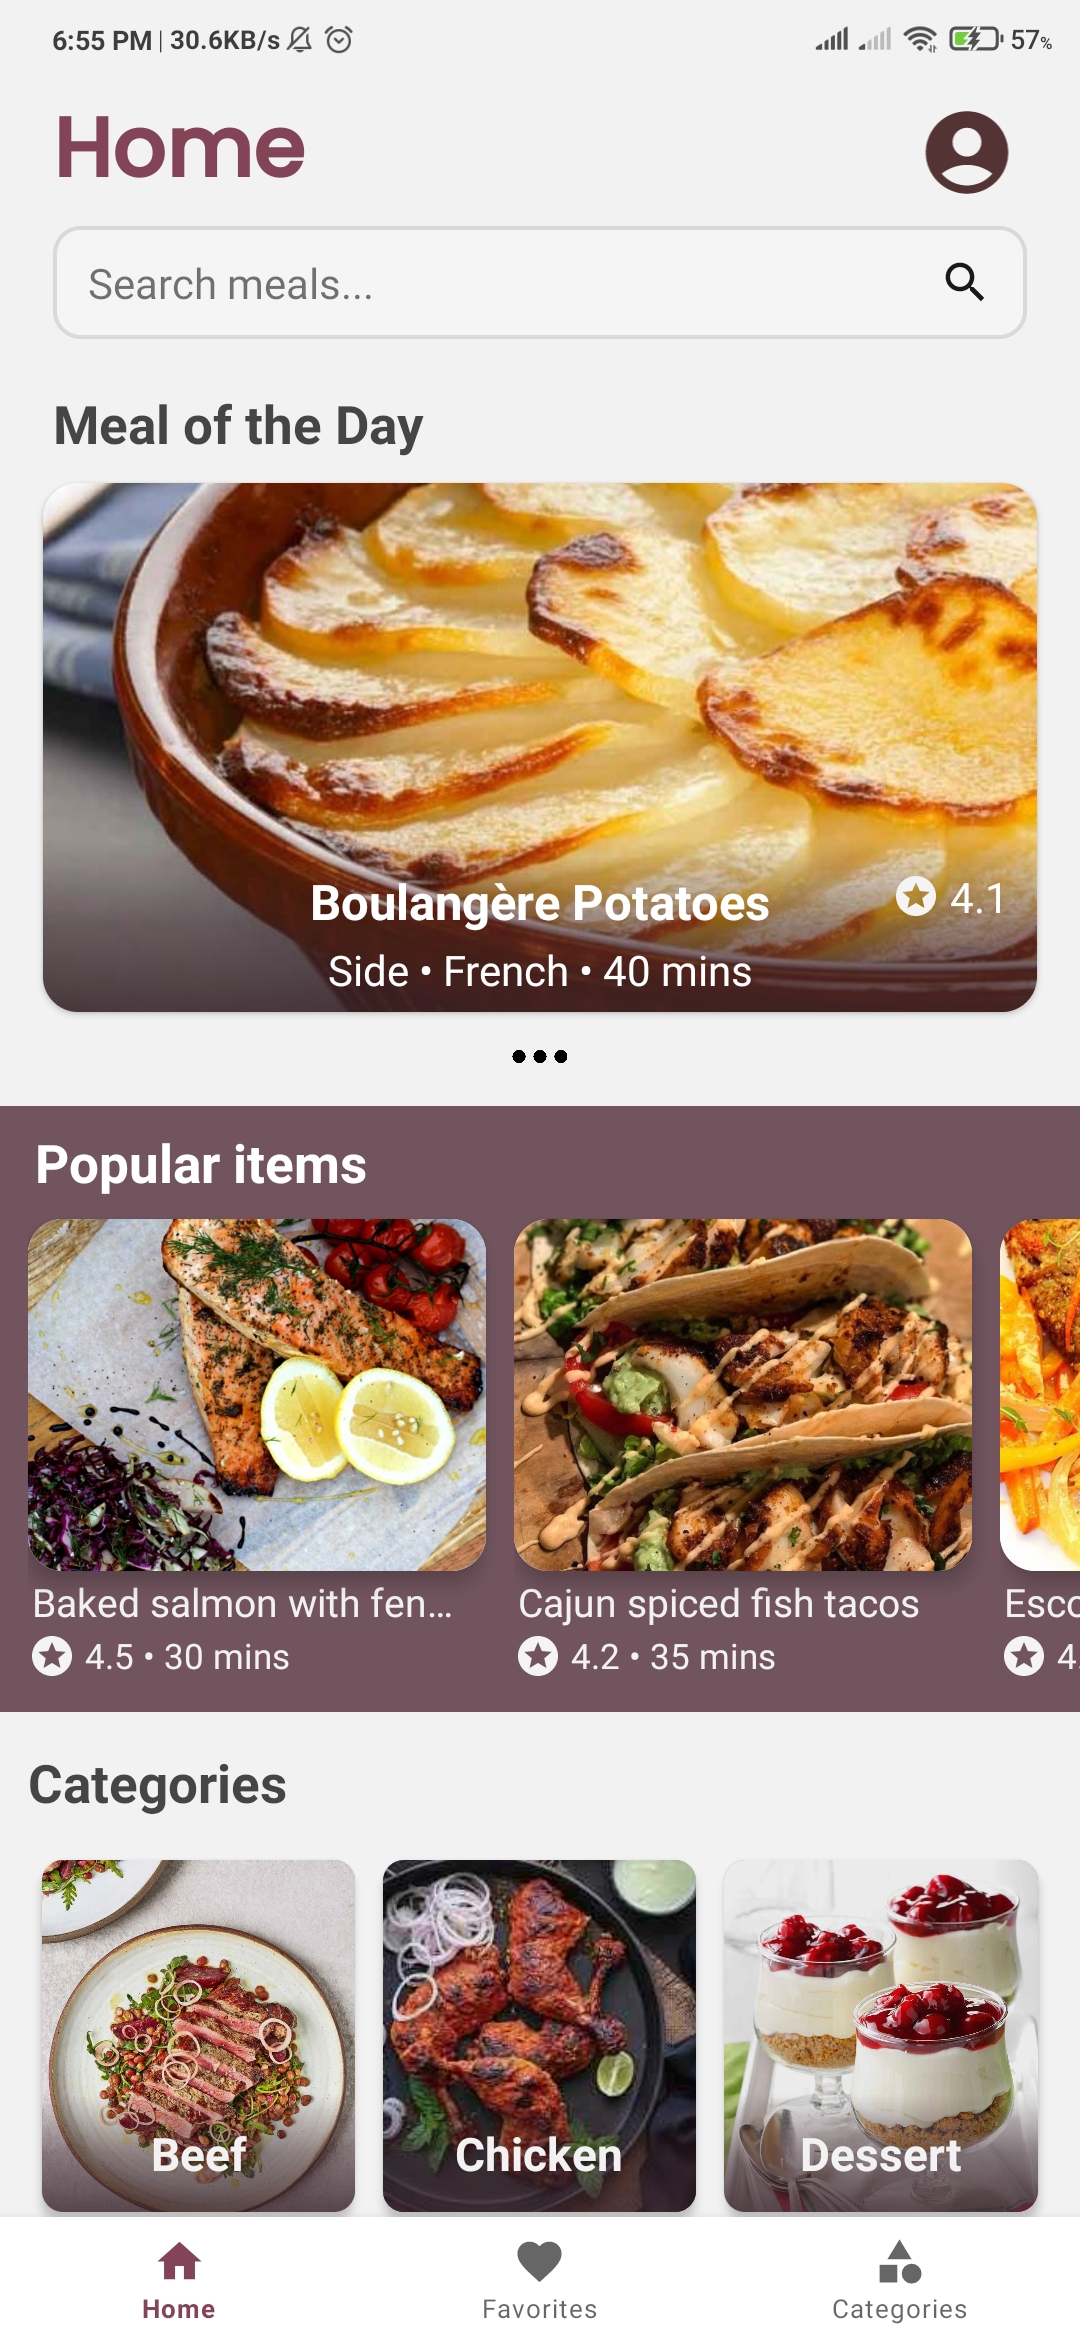 6:55 PM | 30.6KB/s 57%
Home
Search meals...
Meal of the Day
Boulangère Potatoes
4.1
Side • French • 40 mins
Popular items
Baked salmon with fen... Cajun spiced fish tacos Esco
4.5 • 30 mins 4.2 • 35 mins 4.
Categories
Beef Chicken Dessert
Home Favorites Categories